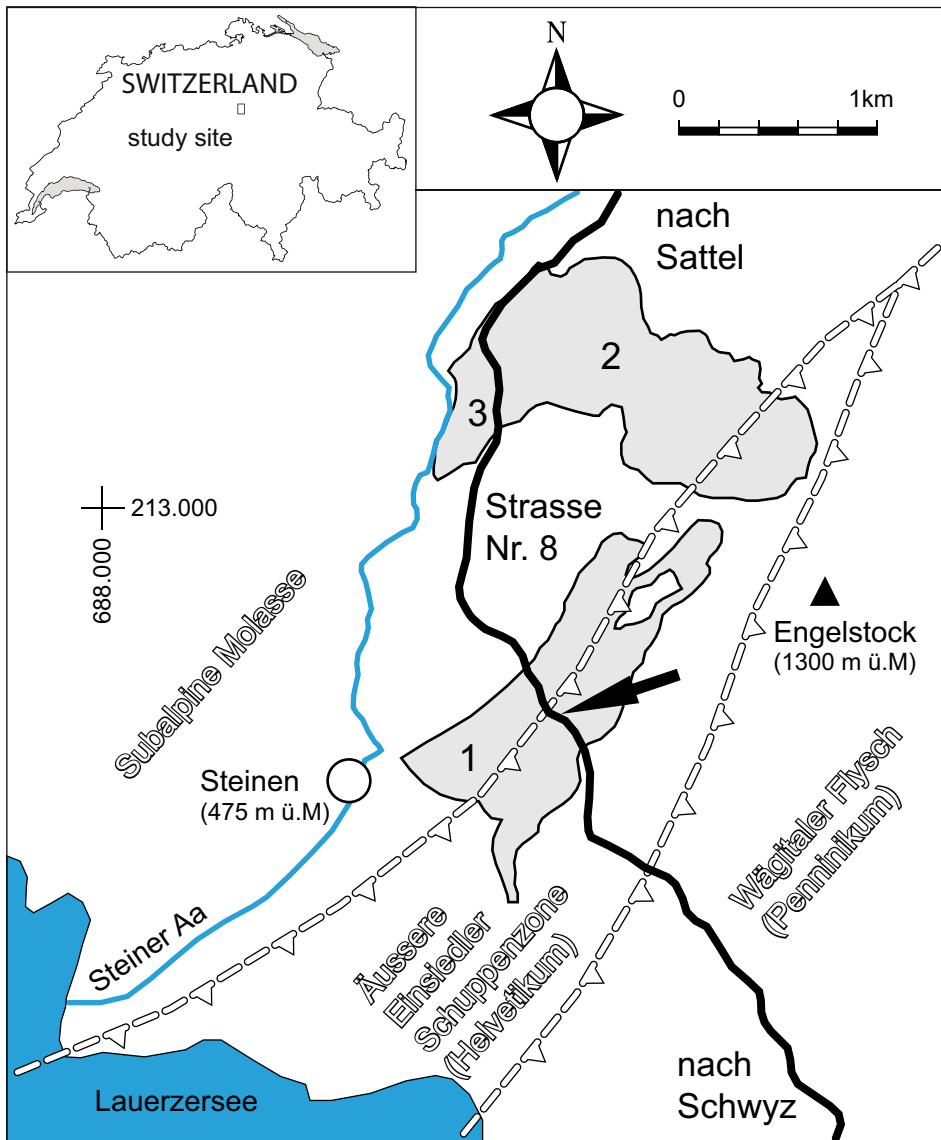 SWITZERLAND
study site
N
0 1km
nach
Sattel
2
3
213.000
688.000
Strasse
Nr. 8
Engelstock
(1300 m ü.M)
Subalpine Molasse
1
Steinen
(475 m ü.M)
Wägitaler Flysch
(Penninikum)
Steiner Aa
Äussere
Einsiedler
Schuppenzone
(Helvetikum)
nach
Schwyz
Lauerzersee